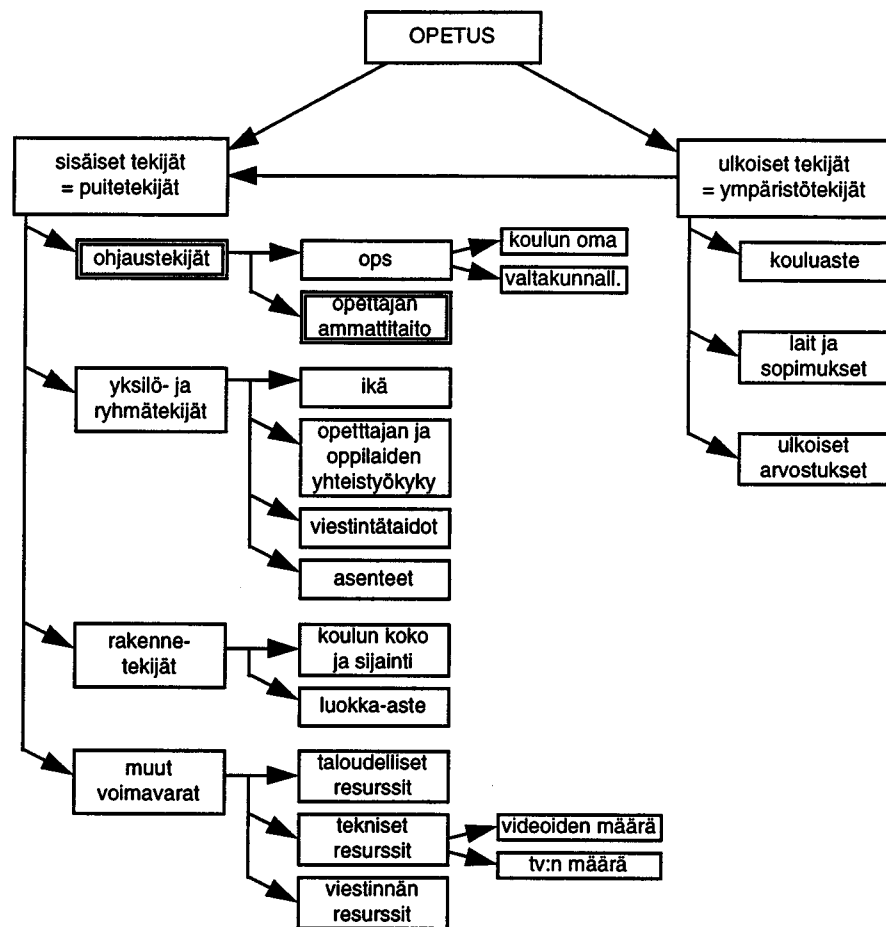 OPETUS
sisäiset tekijät
= puitetekijät
ulkoiset tekijät
= ympäristötekijät
ohjaustekijät
ops
koulun oma
valtakunnall.
opettajan
ammattitaito
kouluaste
lait ja
sopimukset
ulkoiset
arvostukset
yksilö- ja
ryhmätekijät
ikä
opetttajan ja
oppilaiden
yhteistyökyky
viestintätaidot
asenteet
rakenne-
tekijät
koulun koko
ja sijainti
luokka-aste
muut
voimavarat
taloudelliset
resurssit
tekniset
resurssit
videoiden määrä
tv:n määrä
viestinnän
resurssit